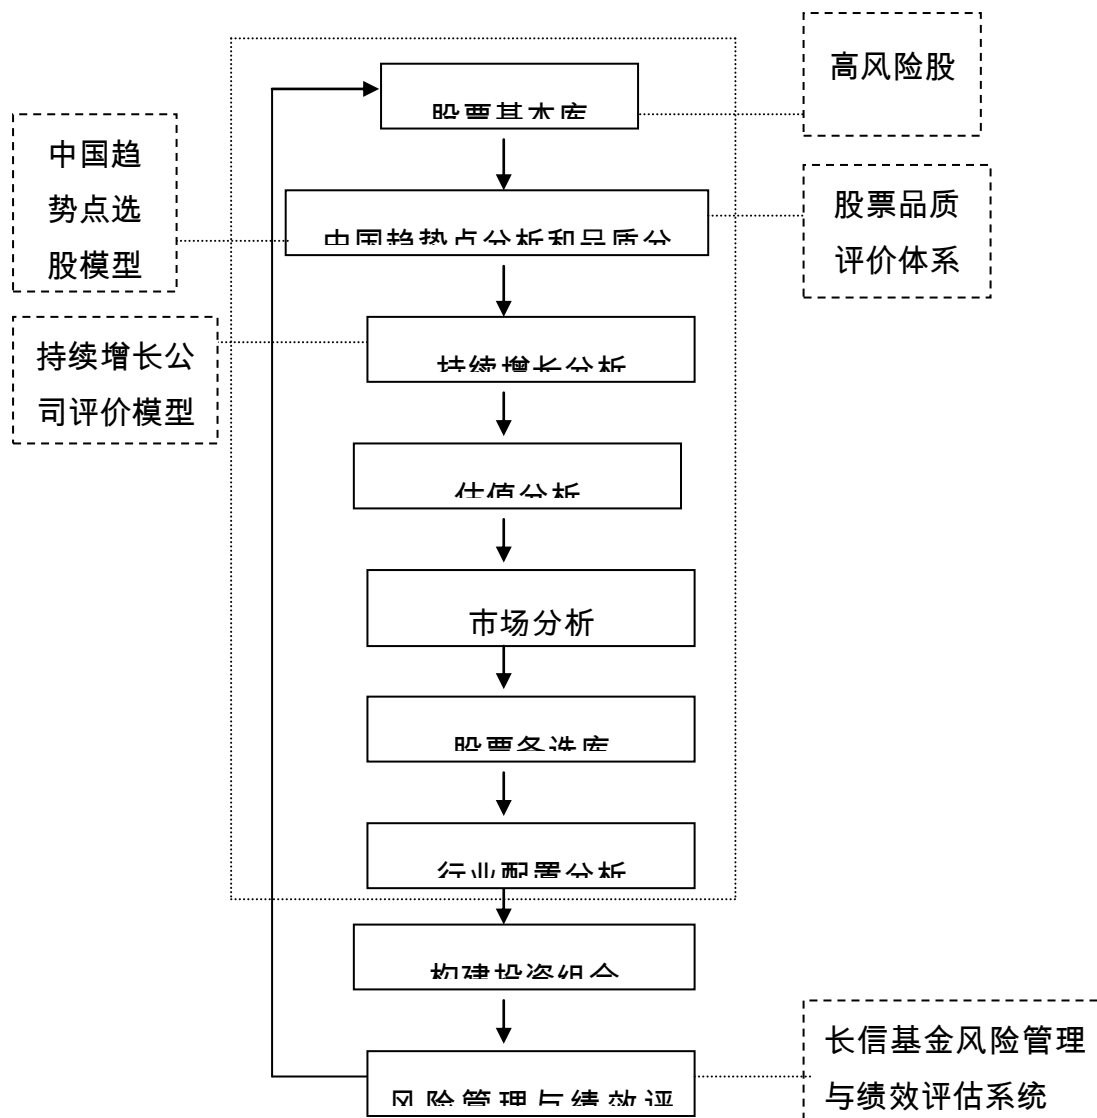 高风险股
股票基本库
中国趋
势点选
股模型
股票品质
评价体系
中国趋势点分析和品质分
持续增长公
司评价模型
持续增长分析
估值分析
市场分析
股票备选库
行业配置分析
构建投资组合
长信基金风险管理
与绩效评估系统
风险管理与绩效评